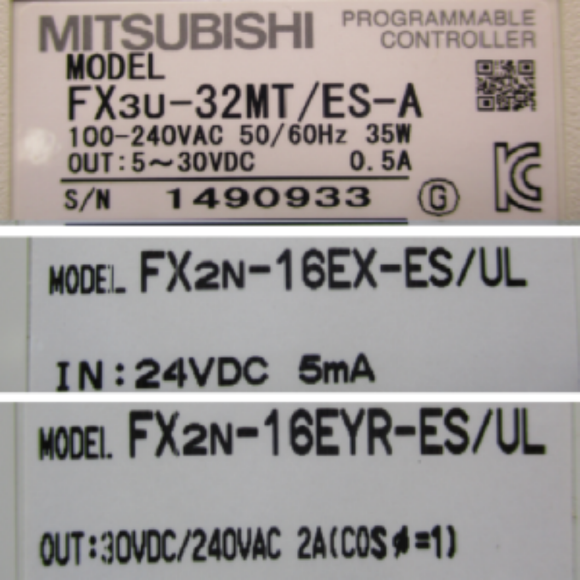 MITSUBISHI PROGRAMMABLE
CONTROLLER
MODEL
FX3U-32MT/ES-A
100-240VAC 50/60Hz 35W
OUT:5~30VDC 0.5A
S/N 1490933 G
MODEL FX2N-16EX-ES/UL
IN:24VDC 5mA
MODEL FX2N-16EYR-ES/UL
OUT:30VDC/240VAC 2A(COS ϕ=1)